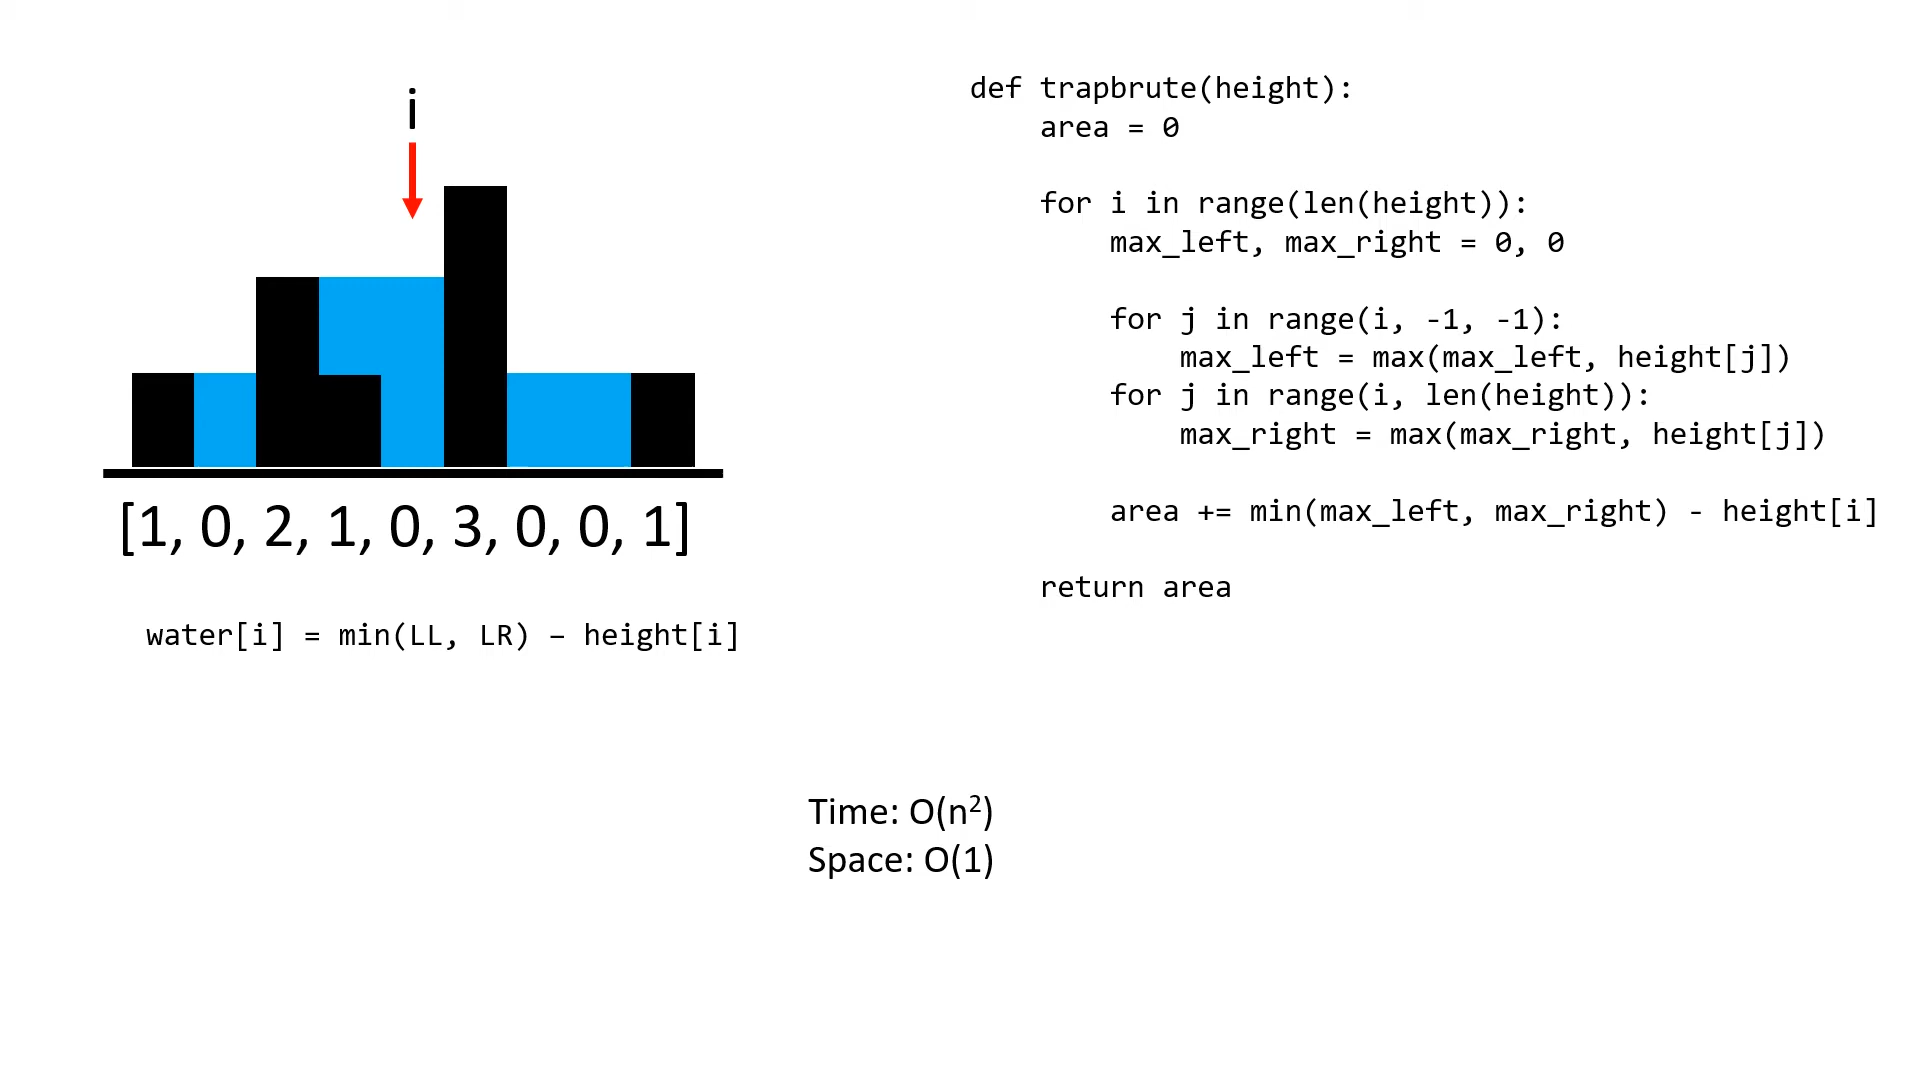 i
[1, 0, 2, 1, 0, 3, 0, 0, 1]
water[i] = min(LL, LR) – height[i]
def trapbrute(height):
    area = 0
    for i in range(len(height)):
        max_left, max_right = 0, 0
        for j in range(i, -1, -1):
            max_left = max(max_left, height[j])
        for j in range(i, len(height)):
            max_right = max(max_right, height[j])
        area += min(max_left, max_right) - height[i]
    return area
Time: O(n²)
Space: O(1)